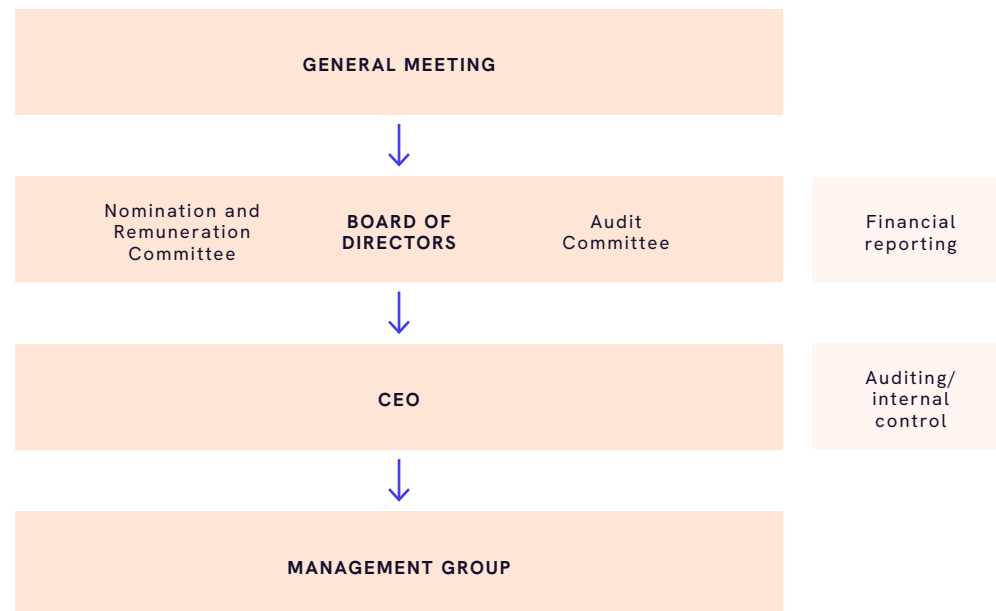 GENERAL MEETING
Nomination and
Remuneration
Committee
BOARD OF
DIRECTORS
Audit
Committee
Financial
reporting
CEO
Auditing/
internal
control
MANAGEMENT GROUP